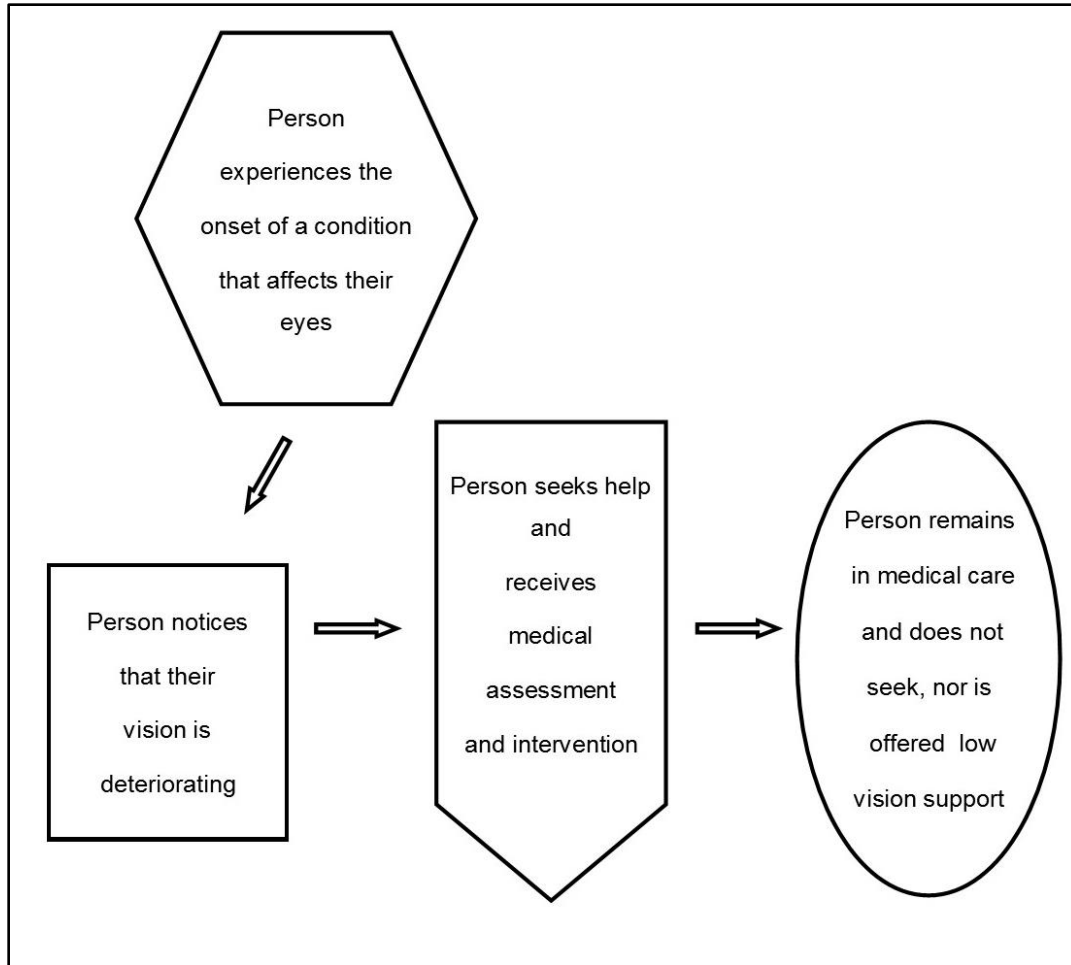 Person
experiences the
onset of a condition
that affects their
eyes
Person notices
that their
vision is
deteriorating
Person seeks help
and
receives
medical
assessment
and intervention
Person remains
in medical care
and does not
seek, nor is
offered  low
vision support